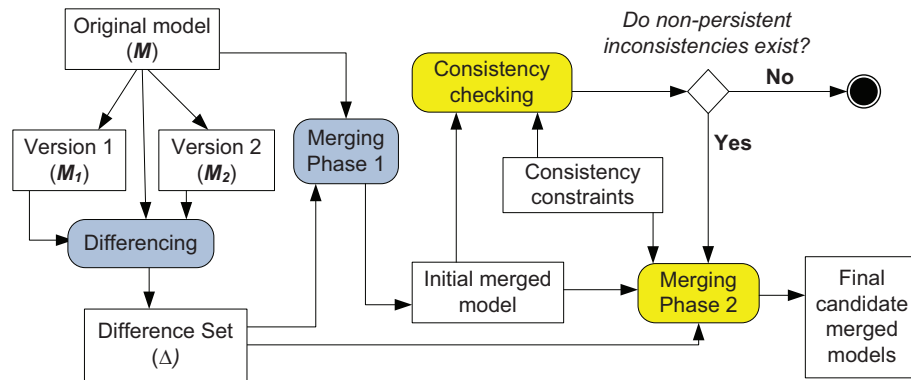 Original model
(M)
Do non-persistent
inconsistencies exist?
Consistency
checking
No
Version 1
(M1)
Version 2
(M2)
Merging
Phase 1
Yes
Consistency
constraints
Differencing
Initial merged
model
Merging
Phase 2
Final
candidate
merged
models
Difference Set
(Δ)